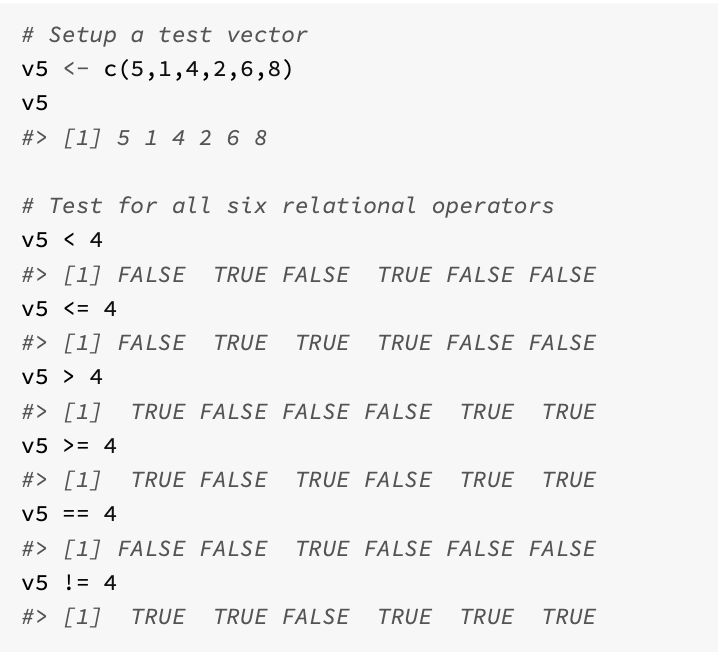 # Setup a test vector
v5 <- c(5,1,4,2,6,8)
v5
#> [1] 5 1 4 2 6 8

# Test for all six relational operators
v5 < 4
#> [1] FALSE  TRUE FALSE  TRUE FALSE FALSE
v5 <= 4
#> [1] FALSE  TRUE  TRUE  TRUE FALSE FALSE
v5 > 4
#> [1]  TRUE FALSE FALSE FALSE  TRUE  TRUE
v5 >= 4
#> [1]  TRUE FALSE  TRUE FALSE  TRUE  TRUE
v5 == 4
#> [1] FALSE FALSE  TRUE FALSE FALSE FALSE
v5 != 4
#> [1]  TRUE  TRUE FALSE  TRUE  TRUE  TRUE